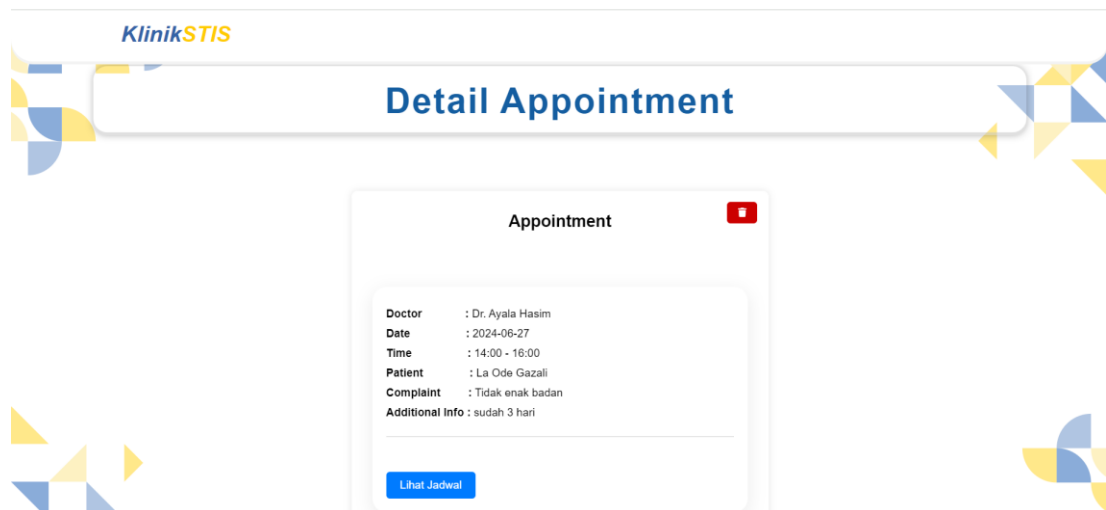 KlinikSTIS
Detail Appointment
Appointment
Doctor : Dr. Ayala Hasim
Date : 2024-06-27
Time : 14:00 - 16:00
Patient : La Ode Gazali
Complaint : Tidak enak badan
Additional Info : sudah 3 hari
Lihat Jadwal